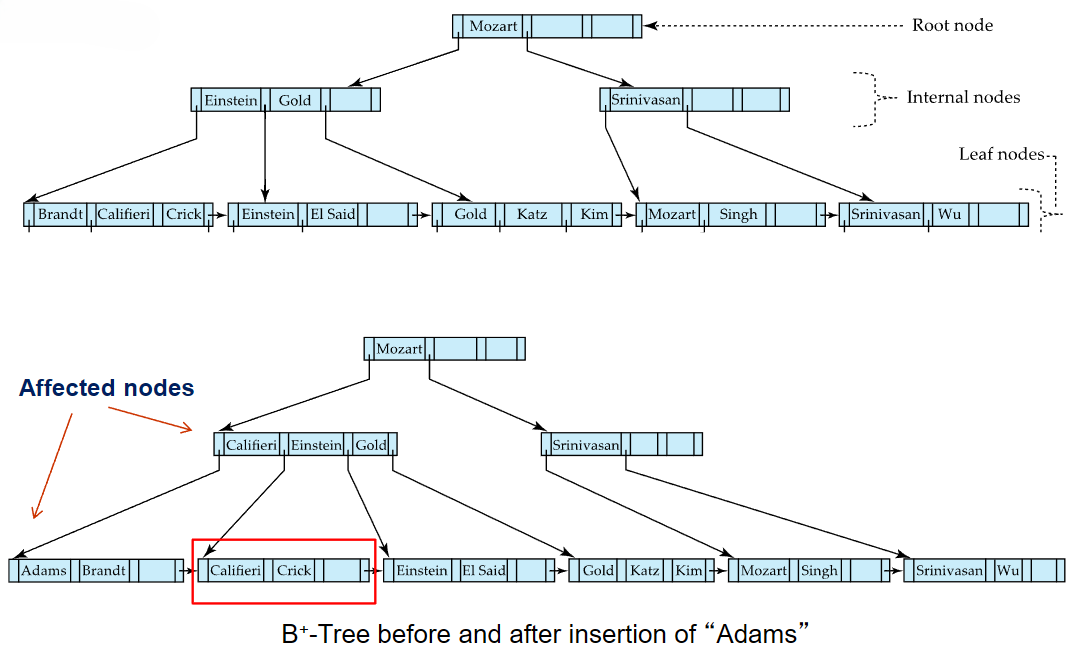 Mozart
Root node
Einstein Gold
Srinivasan
Internal nodes
Leaf nodes
Brandt Califieri Crick
Einstein El Said
Gold Katz Kim
Mozart Singh
Srinivasan Wu
Mozart
Affected nodes
Califieri Einstein Gold
Srinivasan
Adams Brandt
Califieri Crick
Einstein El Said
Gold Katz Kim
Mozart Singh
Srinivasan Wu
B+-Tree before and after insertion of “Adams”